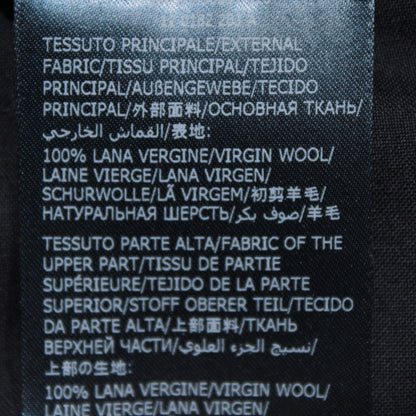 TESSUTO PRINCIPALE/EXTERNAL
FABRIC/TISSU PRINCIPAL/TEJIDO
PRINCIPAL/AUßENGEWEBE/TECIDO
PRINCIPAL/外部面料/ОСНОВНАЯ ТКАНЬ/
القماش الخارجي/表地:
100% LANA VERGINE/VIRGIN WOOL/
LAINE VIERGE/LANA VIRGEN/
SCHURWOLLE/LÃ VIRGEM/初剪羊毛/
НАТУРАЛЬНАЯ ШЕРСТЬ/صوف بكر/羊毛
TESSUTO PARTE ALTA/FABRIC OF THE
UPPER PART/TISSU DE PARTIE
SUPÉRIEURE/TEJIDO DE LA PARTE
SUPERIOR/STOFF OBERER TEIL/TECIDO
DA PARTE ALTA/上部面料/ТКАНЬ
ВЕРХНЕЙ ЧАСТИ/نسيج الجزء العلوي/
上部の生地:
100% LANA VERGINE/VIRGIN WOOL/
LAINE VIERGE/LANA VIRGEN/